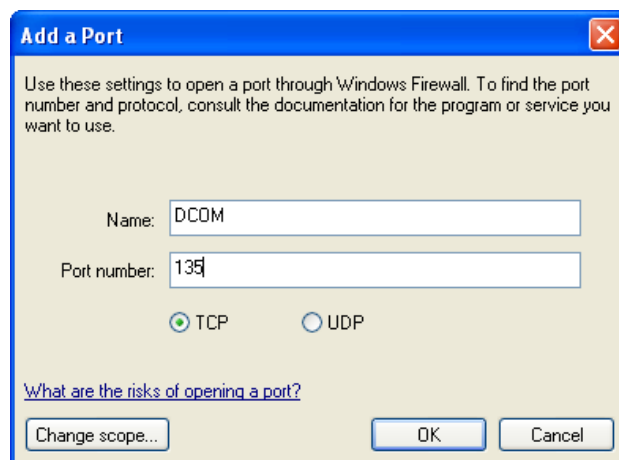 Add a Port
Use these settings to open a port through Windows Firewall. To find the port
number and protocol, consult the documentation for the program or service you
want to use.
Name: DCOM
Port number: 135
TCP UDP
What are the risks of opening a port?
Change scope... OK Cancel